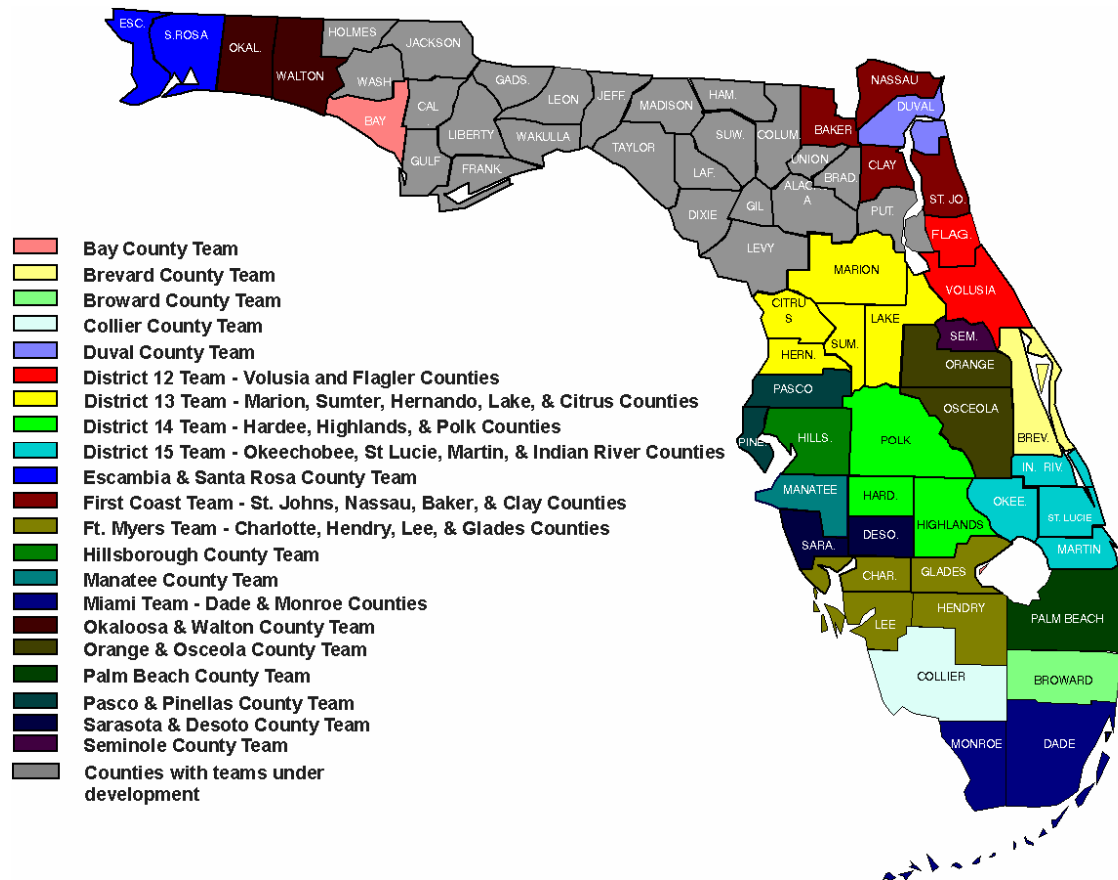 ESC.
S.ROSA
OKAL.
WALTON
HOLMES
JACKSON
WASH
BAY
CAL
.
GULF
LIBERTY
GADS.
LEON
WAKULLA
FRANK.
JEFF.
MADISON
TAYLOR
HAM.
SUW.
LAF.
DIXIE
COLUM.
GIL
.
LEVY
BAKER
UNION
BRAD.
ALACH
A
NASSAU
DUVAL
CLAY
PUT.
ST. JO.
FLAG.
VOLUSIA
MARION
CITRU
S
LAKE
SUM.
HERN.
SEM.
ORANGE
OSCEOLA
BREV.
PASCO
PINE.
HILLS.
POLK
IN. RIV.
MANATEE
HARD.
HIGHLANDS
OKEE.
ST. LUCIE
SARA.
DESO.
MARTIN
CHAR.
GLADES
LEE
HENDRY
PALM BEACH
COLLIER
BROWARD
MONROE
DADE
Bay County Team
Brevard County Team
Broward County Team
Collier County Team
Duval County Team
District 12 Team - Volusia and Flagler Counties
District 13 Team - Marion, Sumter, Hernando, Lake, & Citrus Counties
District 14 Team - Hardee, Highlands, & Polk Counties
District 15 Team - Okeechobee, St Lucie, Martin, & Indian River Counties
Escambia & Santa Rosa County Team
First Coast Team - St. Johns, Nassau, Baker, & Clay Counties
Ft. Myers Team - Charlotte, Hendry, Lee, & Glades Counties
Hillsborough County Team
Manatee County Team
Miami Team - Dade & Monroe Counties
Okaloosa & Walton County Team
Orange & Osceola County Team
Palm Beach County Team
Pasco & Pinellas County Team
Sarasota & Desoto County Team
Seminole County Team
Counties with teams under
development